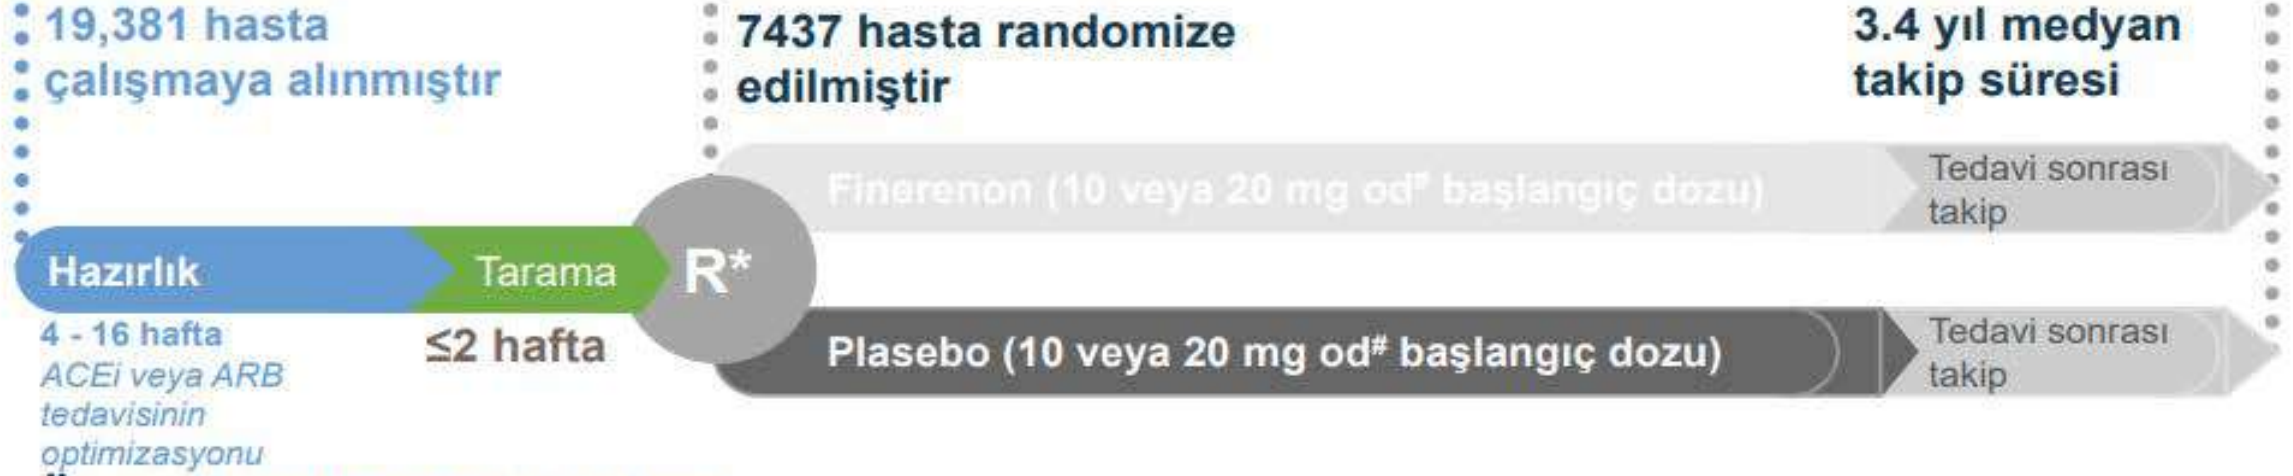 19,381 hasta
çalışmaya alınmıştır
7437 hasta randomize
edilmiştir
3.4 yıl medyan
takip süresi
Finerenon (10 veya 20 mg od# başlangıç dozu)
Tedavi sonrası
takip
Hazırlık
Tarama
R*
4 - 16 hafta
ACEi veya ARB
tedavisinin
optimizasyonu
≤2 hafta
Plasebo (10 veya 20 mg od# başlangıç dozu)
Tedavi sonrası
takip